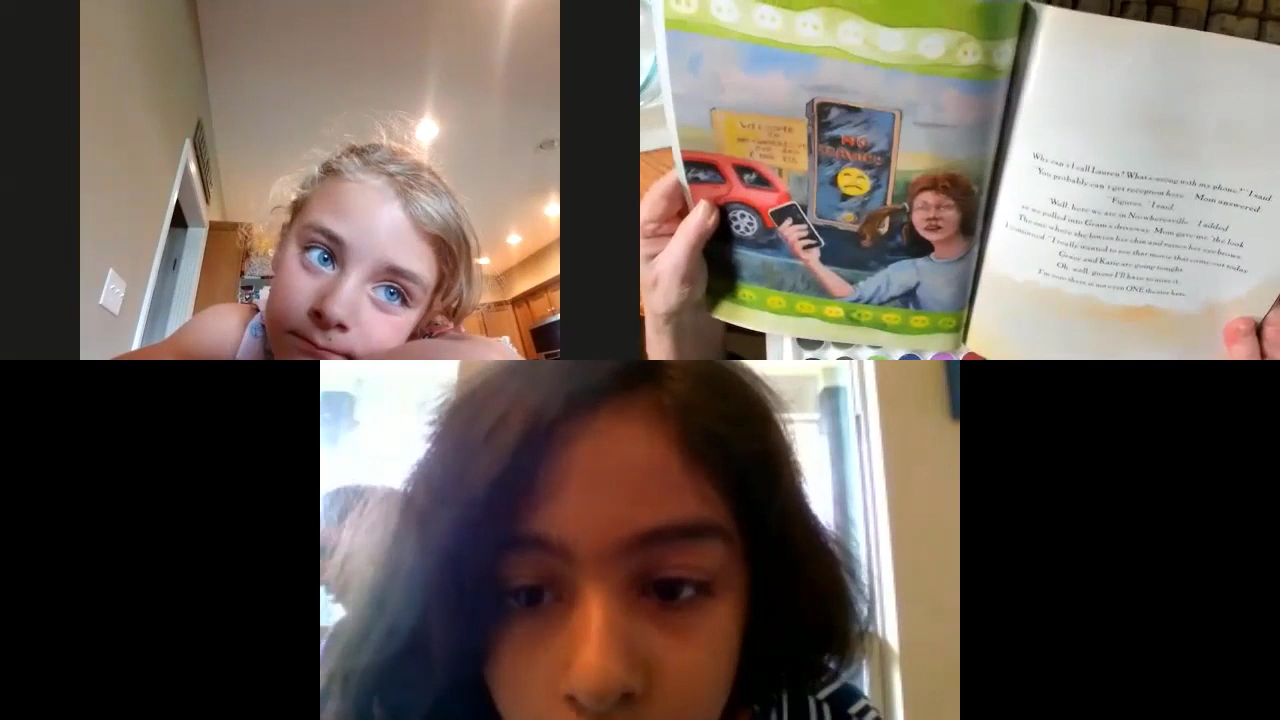 WELCOME
NO
SERVICE
"Why can't I call Lauren? What's wrong with my phone?" I said.
"You probably can't get reception here." Mom answered.
"Figures." I said.
"Well, here we are in Nowheresville." I added
as we pulled into Gram's driveway. Mom gave me "the look."
The one where she lowers her chin and raises her eyebrows.
I continued "I really wanted to see that movie that came out today.
Gracie and Katie are going tonight.
Oh, well, guess I'll have to miss it.
I'm sure there is not even ONE theater here."